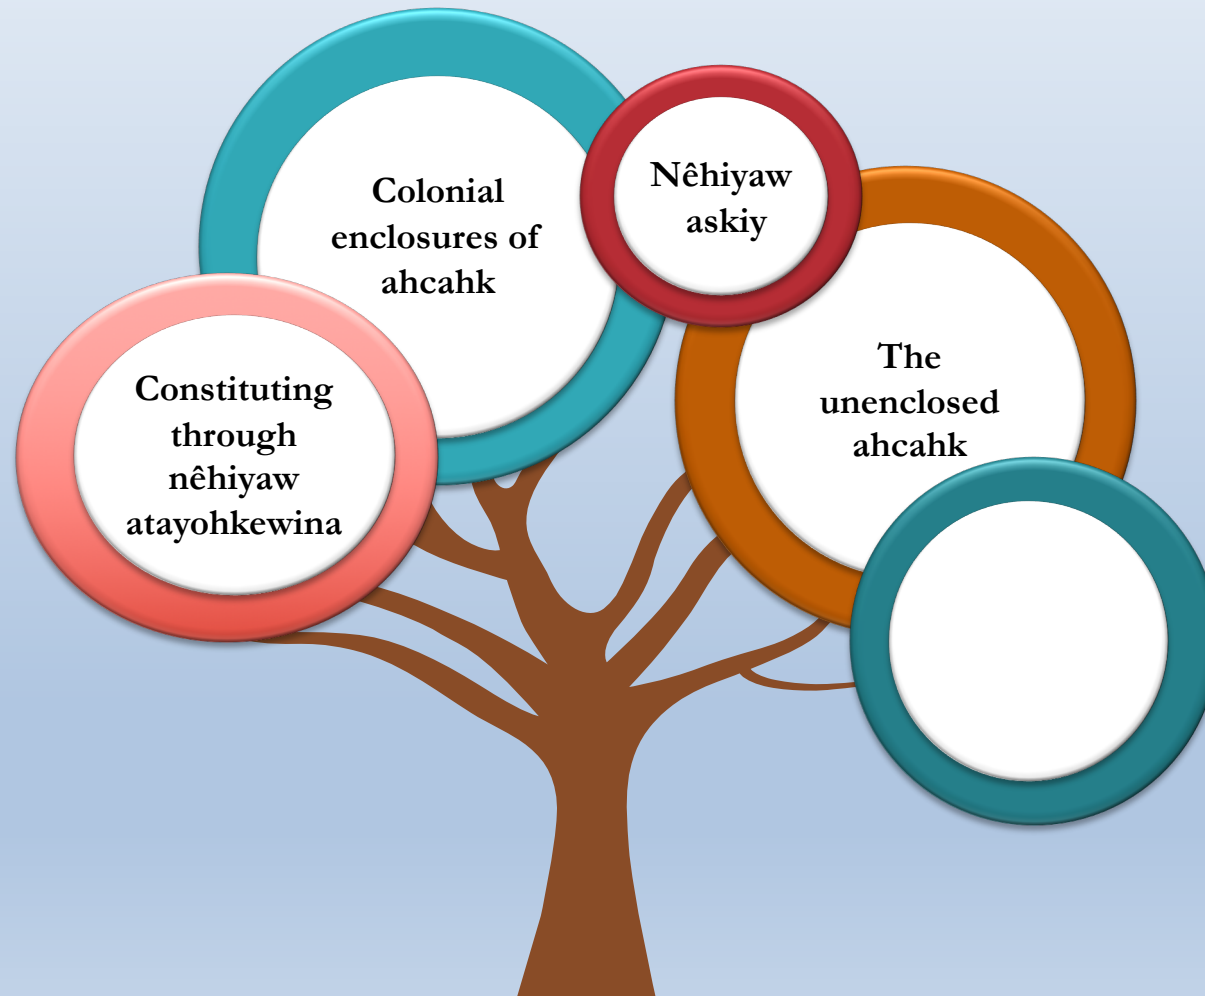 Constituting
through
nêhiyaw
atayohkewina
Colonial
enclosures of
ahcahk
Nêhiyaw
askiy
The
unenclosed
ahcahk